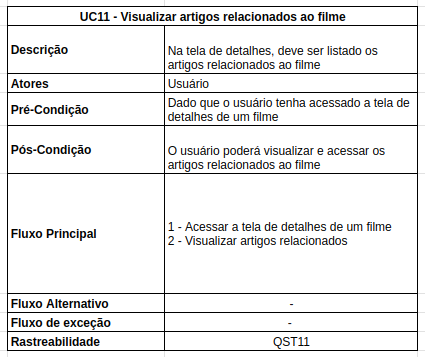 UC11 - Visualizar artigos relacionados ao filme
Descrição
Na tela de detalhes, deve ser listado os
artigos relacionados ao filme
Atores
Usuário
Pré-Condição
Dado que o usuário tenha acessado a tela de
detalhes de um filme
Pós-Condição
O usuário poderá visualizar e acessar os
artigos relacionados ao filme
Fluxo Principal
1 - Acessar a tela de detalhes de um filme
2 - Visualizar artigos relacionados
Fluxo Alternativo
-
Fluxo de exceção
-
Rastreabilidade
QST11